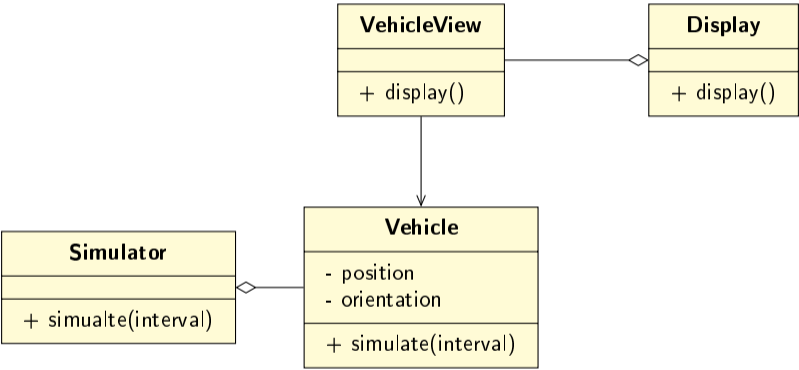 VehicleView
+ display()
Display
+ display()
Simulator
+ simualte(interval)
Vehicle
- position
- orientation
+ simulate(interval)